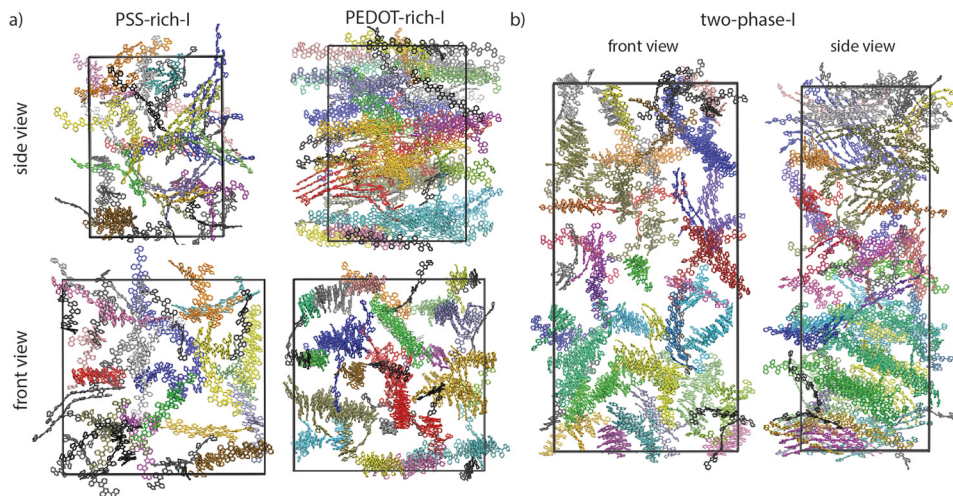 a)
PSS-rich-I
PEDOT-rich-I
side view
front view
b)
two-phase-I
front view
side view